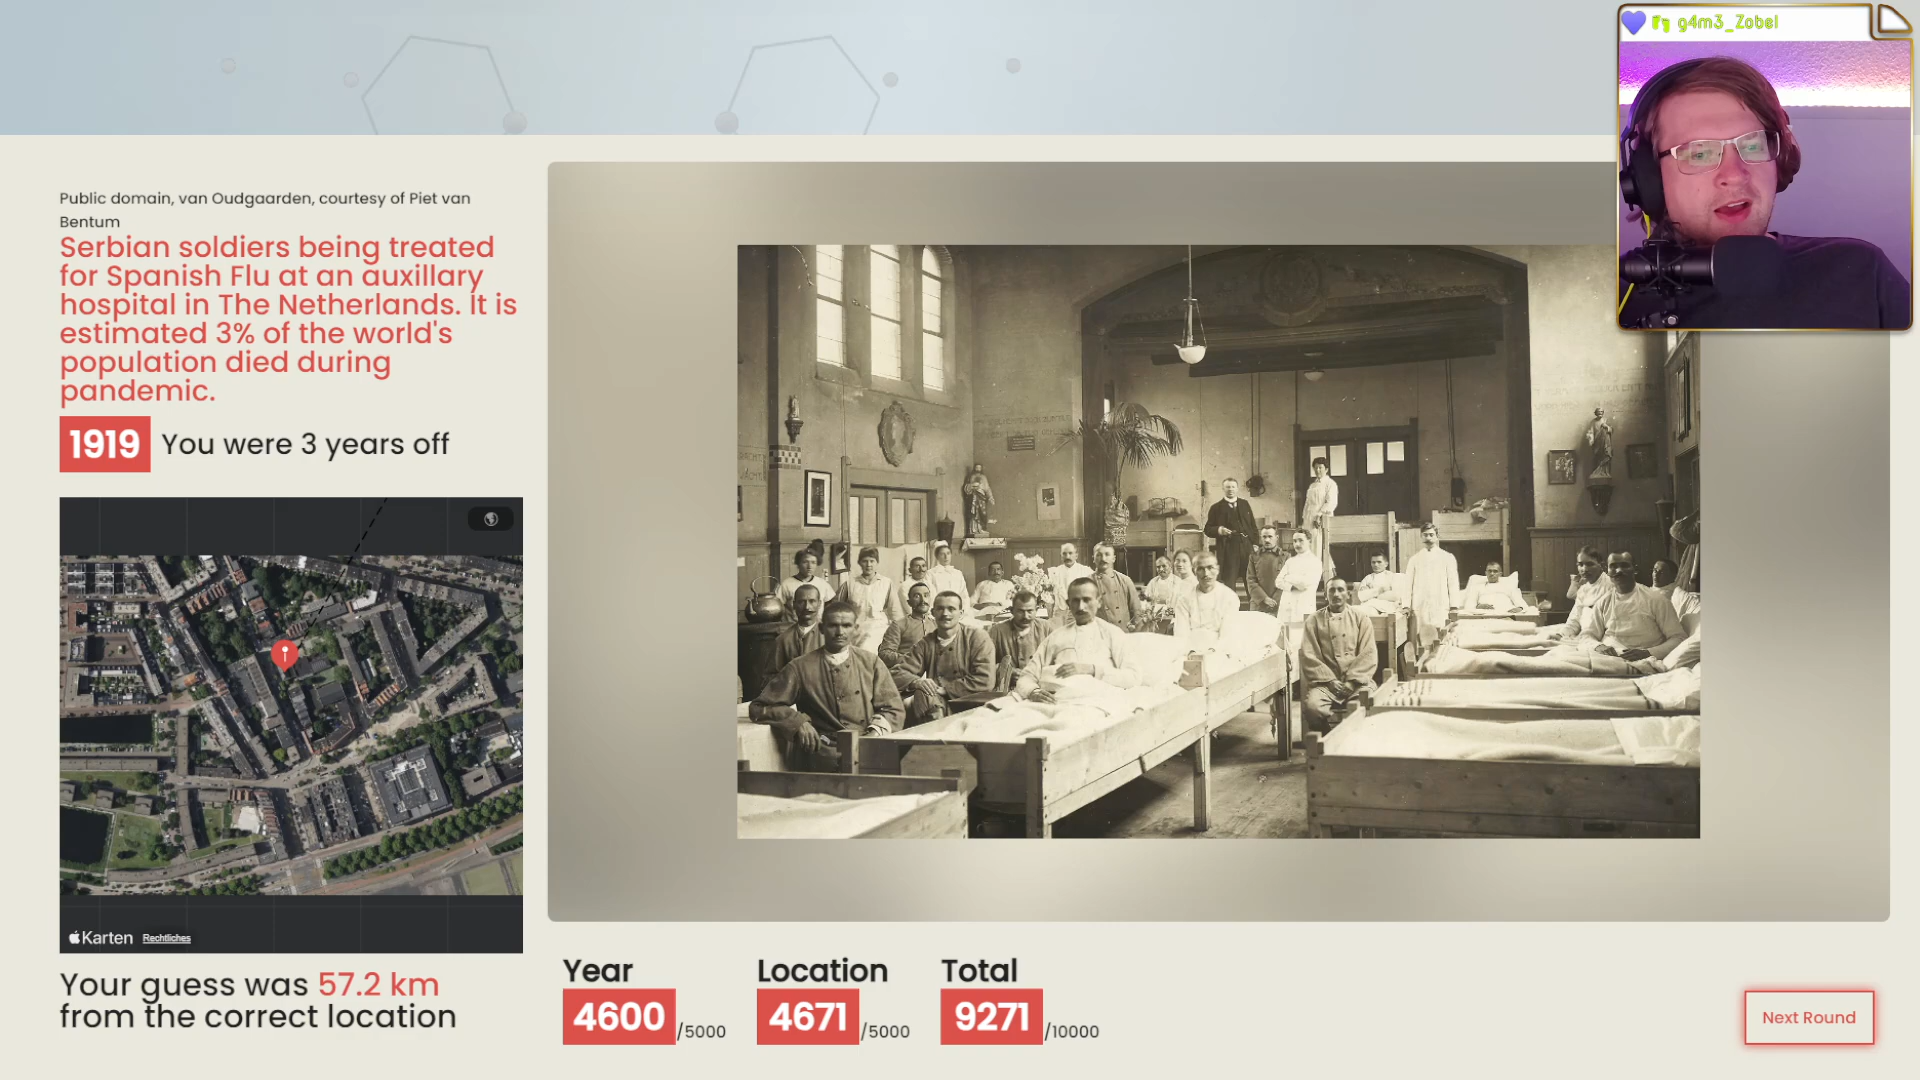 g4m3_Zobel
Public domain, van Oudgaarden, courtesy of Piet van
Bentum
Serbian soldiers being treated
for Spanish Flu at an auxillary
hospital in The Netherlands. It is
estimated 3% of the world's
population died during
pandemic.
1919 You were 3 years off
Karten Rechtliches
Your guess was 57.2 km
from the correct location
Year Location Total
4600 /5000 4671 /5000 9271 /10000
Next Round